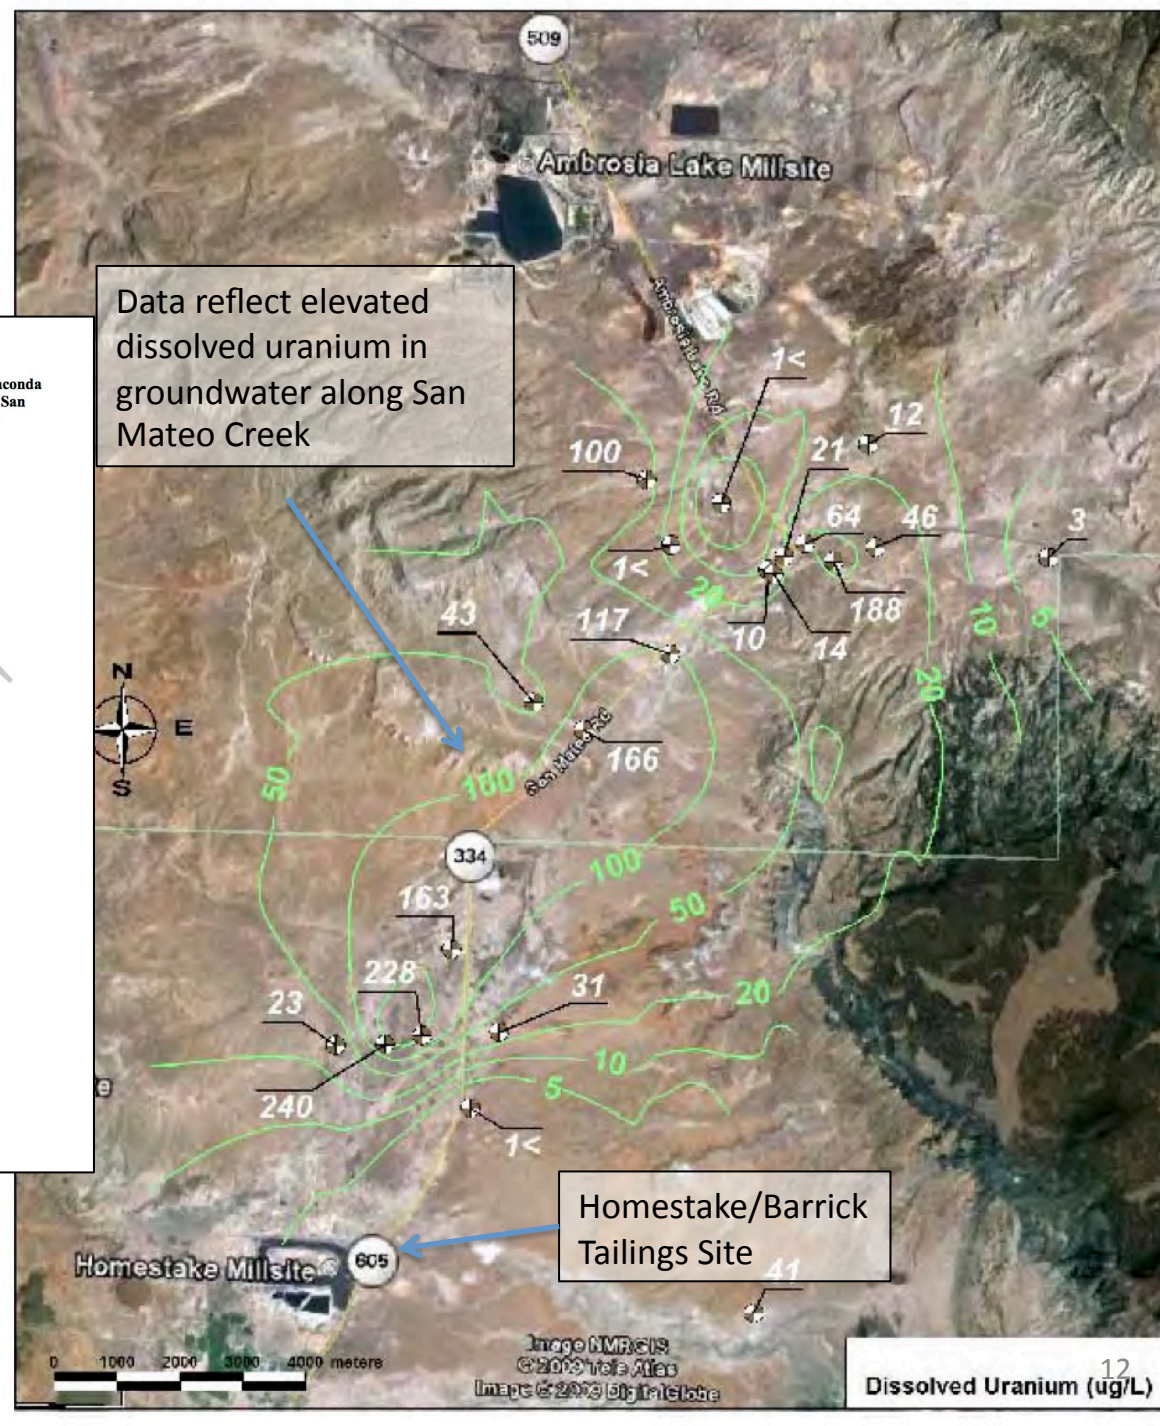 509
Ambrosia Lake Millsite
Data reflect elevated
dissolved uranium in
groundwater along San
Mateo Creek
aconda
San
Ambrosia Lake Rd
1<
12
100
21
64
46
3
1<
20
188
10
14
10
5
43
117
20
N
E
S
166
San Mateo Rd
50
100
334
100
163
50
228
31
20
23
10
240
5
e
1<
Homestake/Barrick
Tailings Site
Homestake Millsite
605
41
0 1000 2000 3000 4000 meters
Image NMRGIS
© 2009 Tele Atlas
Image © 2009 DigitalGlobe
12
Dissolved Uranium (ug/L)